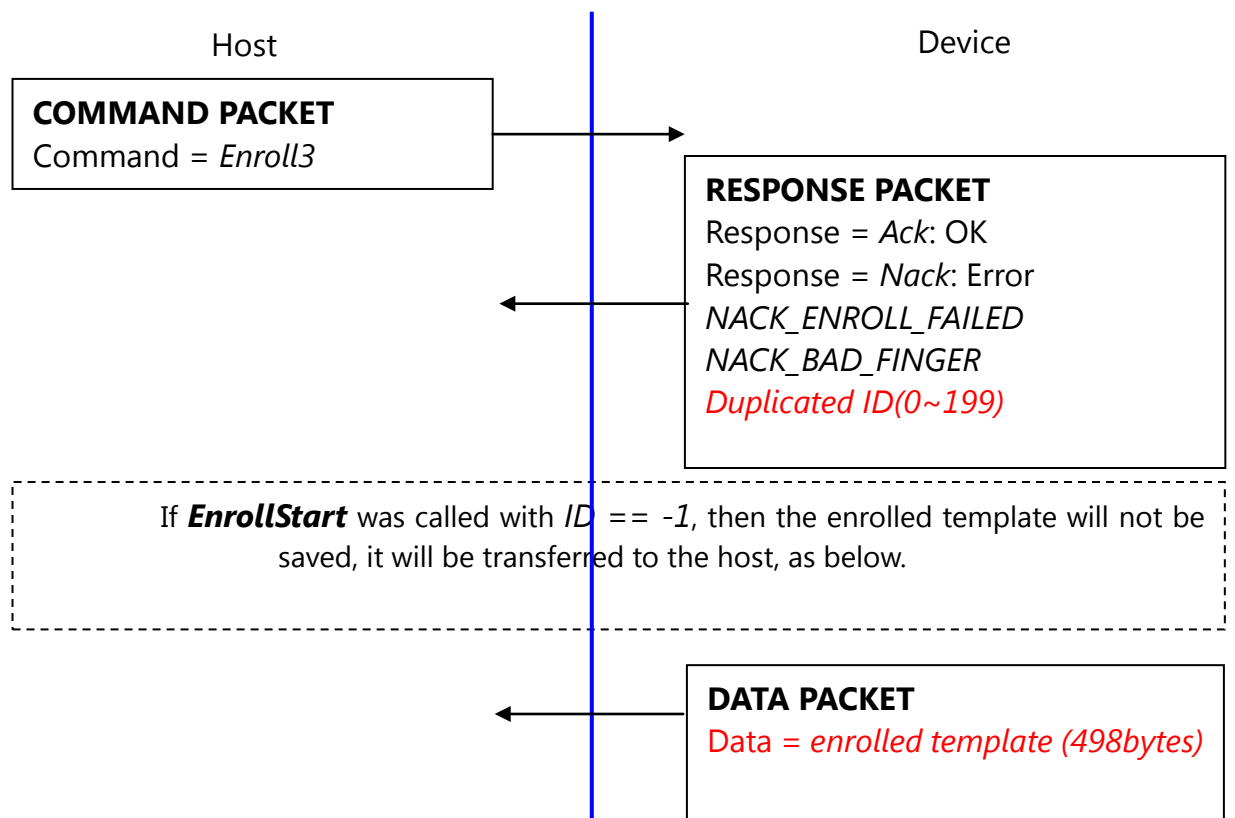 Host
Device
COMMAND PACKET
Command = Enroll3
RESPONSE PACKET
Response = Ack: OK
Response = Nack: Error
NACK_ENROLL_FAILED
NACK_BAD_FINGER
Duplicated ID(0~199)
If EnrollStart was called with ID == -1, then the enrolled template will not be
saved, it will be transferred to the host, as below.
DATA PACKET
Data = enrolled template (498bytes)